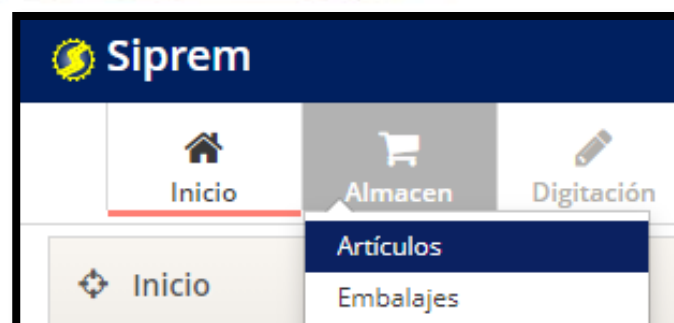 Siprem
Inicio
Almacen
Digitación
Artículos
Inicio
Embalajes